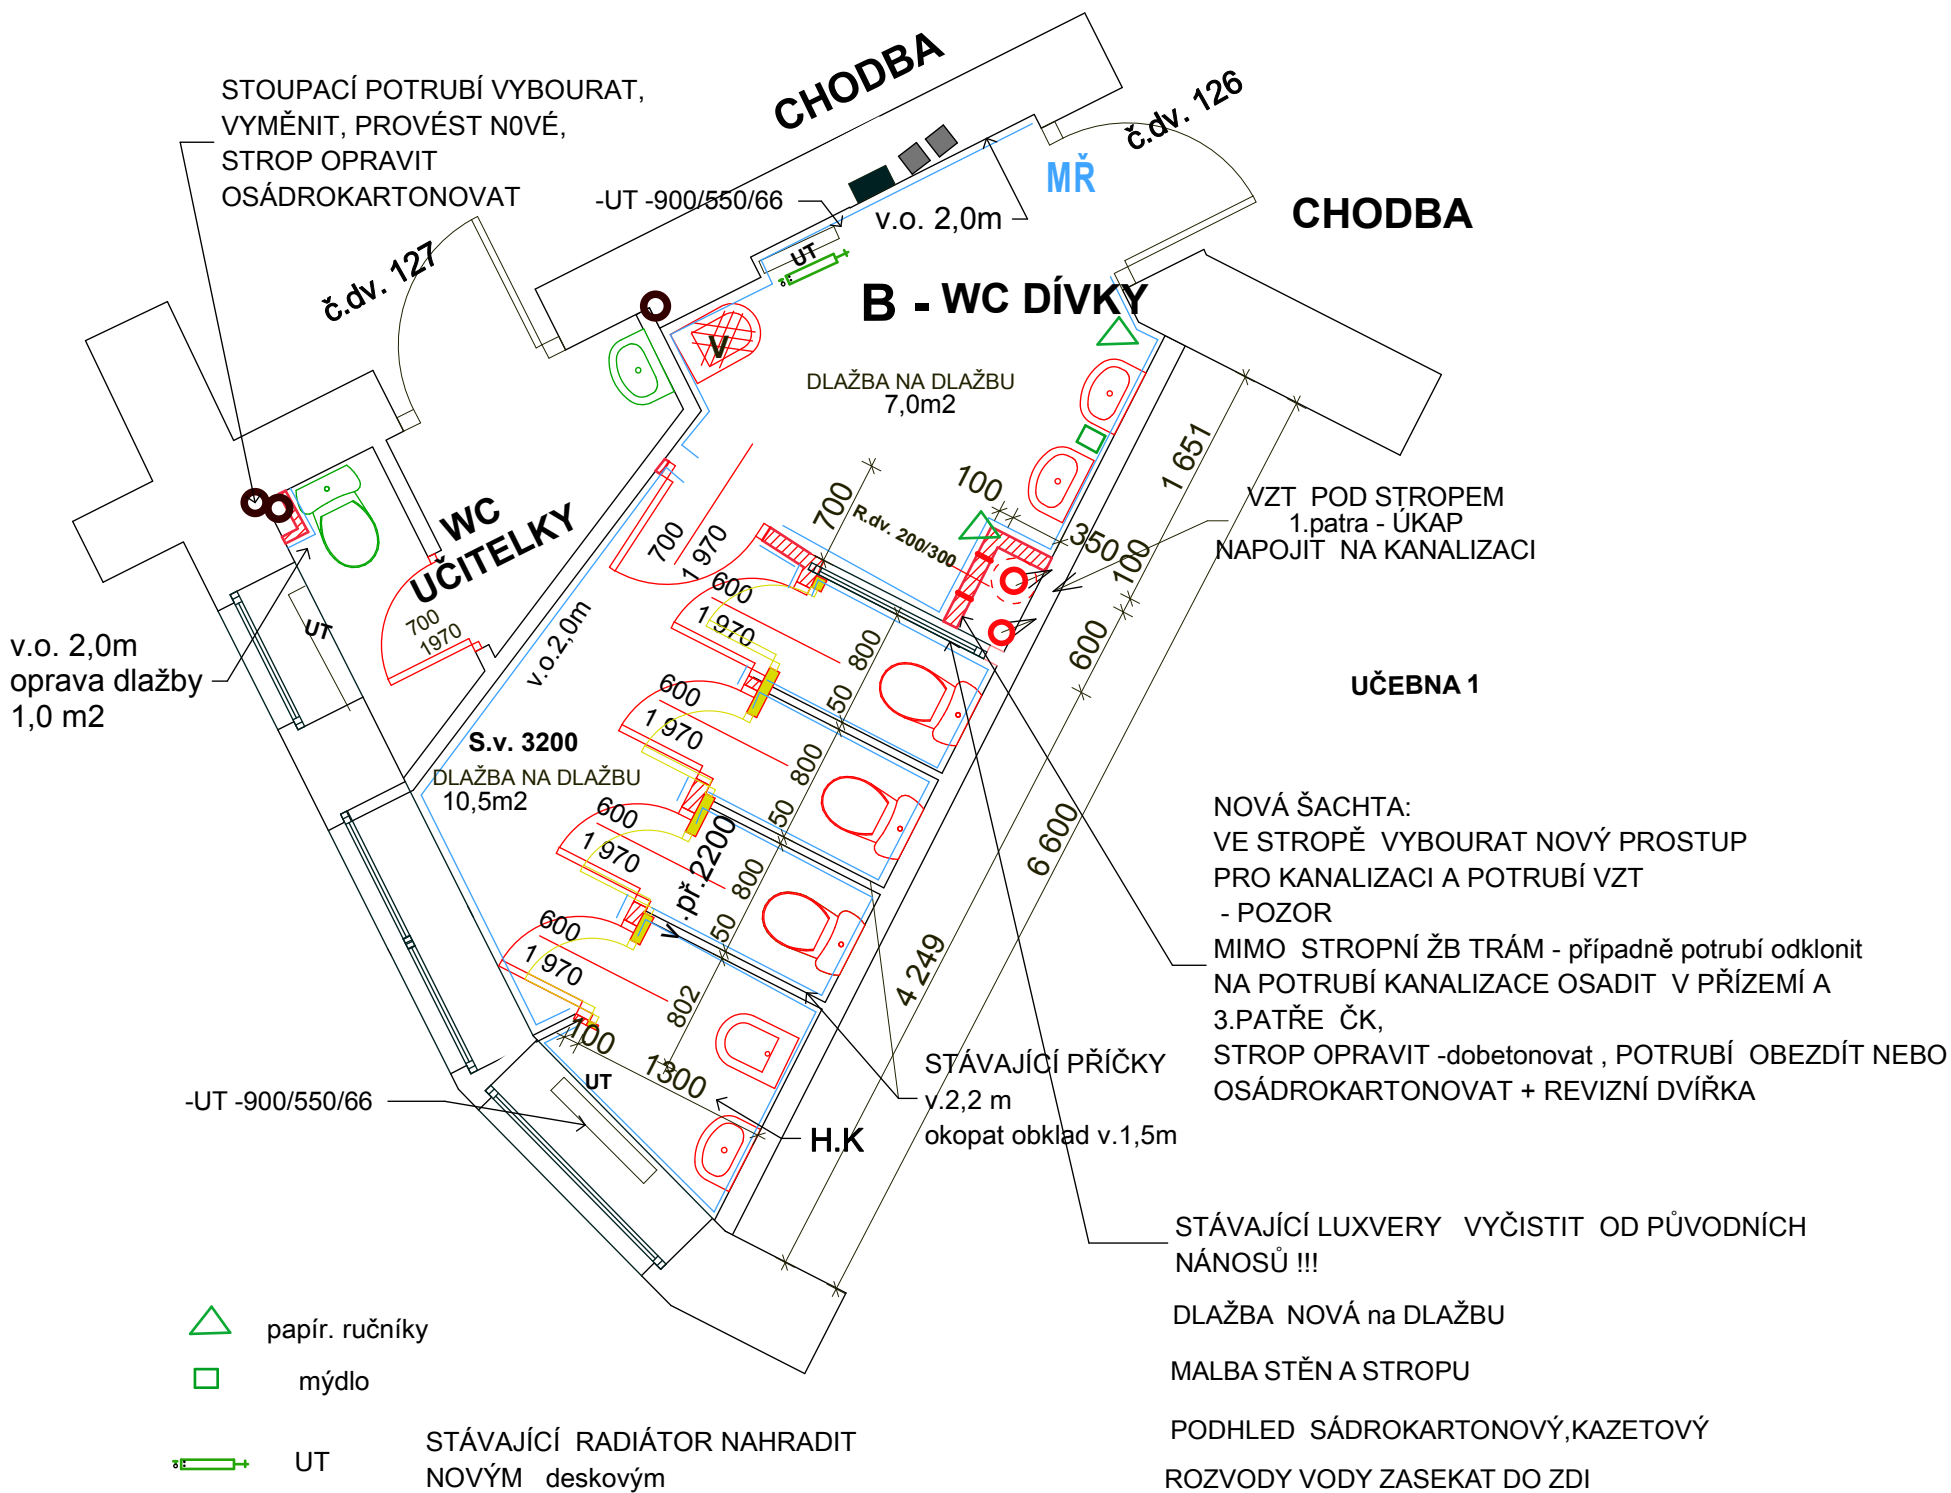 STOUPACÍ POTRUBÍ VYBOURAT,
VYMĚNIT, PROVÉST N0VÉ,
STROP OPRAVIT
OSÁDROKARTONOVAT
CHODBA
č.dv. 126
MŘ
-UT -900/550/66
v.o. 2,0m
CHODBA
č.dv. 127
UT
B - WC DÍVKY
V
DLAŽBA NA DLAŽBU
7,0m2
1 651
100
700
R.dv. 200/300
350
100
VZT POD STROPEM
1.patra - ÚKAP
NAPOJIT NA KANALIZACI
WC
UČITELKY
700
1 970
700
1970
UT
v.o. 2,0m
oprava dlažby
1,0 m2
v.o.2,0m
600
1 970
800
600
50
UČEBNA 1
600
1 970
800
S.v. 3200
DLAŽBA NA DLAŽBU
10,5m2
50
600
1 970
v .př.2200
800
6 600
50
600
1 970
802
4 249
NOVÁ ŠACHTA:
VE STROPĚ VYBOURAT NOVÝ PROSTUP
PRO KANALIZACI A POTRUBÍ VZT
- POZOR
MIMO STROPNÍ ŽB TRÁM - případně potrubí odklonit
NA POTRUBÍ KANALIZACE OSADIT V PŘÍZEMÍ A
3.PATŘE ČK,
STROP OPRAVIT -dobetonovat , POTRUBÍ OBEZDÍT NEBO
OSÁDROKARTONOVAT + REVIZNÍ DVÍŘKA
100
1300
UT
-UT -900/550/66
STÁVAJÍCÍ PŘÍČKY
v.2,2 m
okopat obklad v.1,5m
H.K
STÁVAJÍCÍ LUXVERY VYČISTIT OD PŮVODNÍCH
NÁNOSŮ !!!
DLAŽBA NOVÁ na DLAŽBU
MALBA STĚN A STROPU
PODHLED SÁDROKARTONOVÝ,KAZETOVÝ
ROZVODY VODY ZASEKAT DO ZDI
papír. ručníky
mýdlo
UT
STÁVAJÍCÍ RADIÁTOR NAHRADIT
NOVÝM deskovým